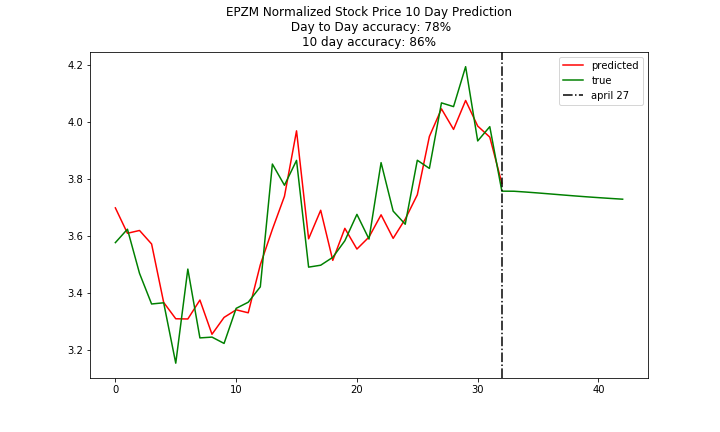 EPZM Normalized Stock Price 10 Day Prediction
Day to Day accuracy: 78%
10 day accuracy: 86%
4.2
4.0
3.8
3.6
3.4
3.2
0
10
20
30
40
predicted
true
april 27